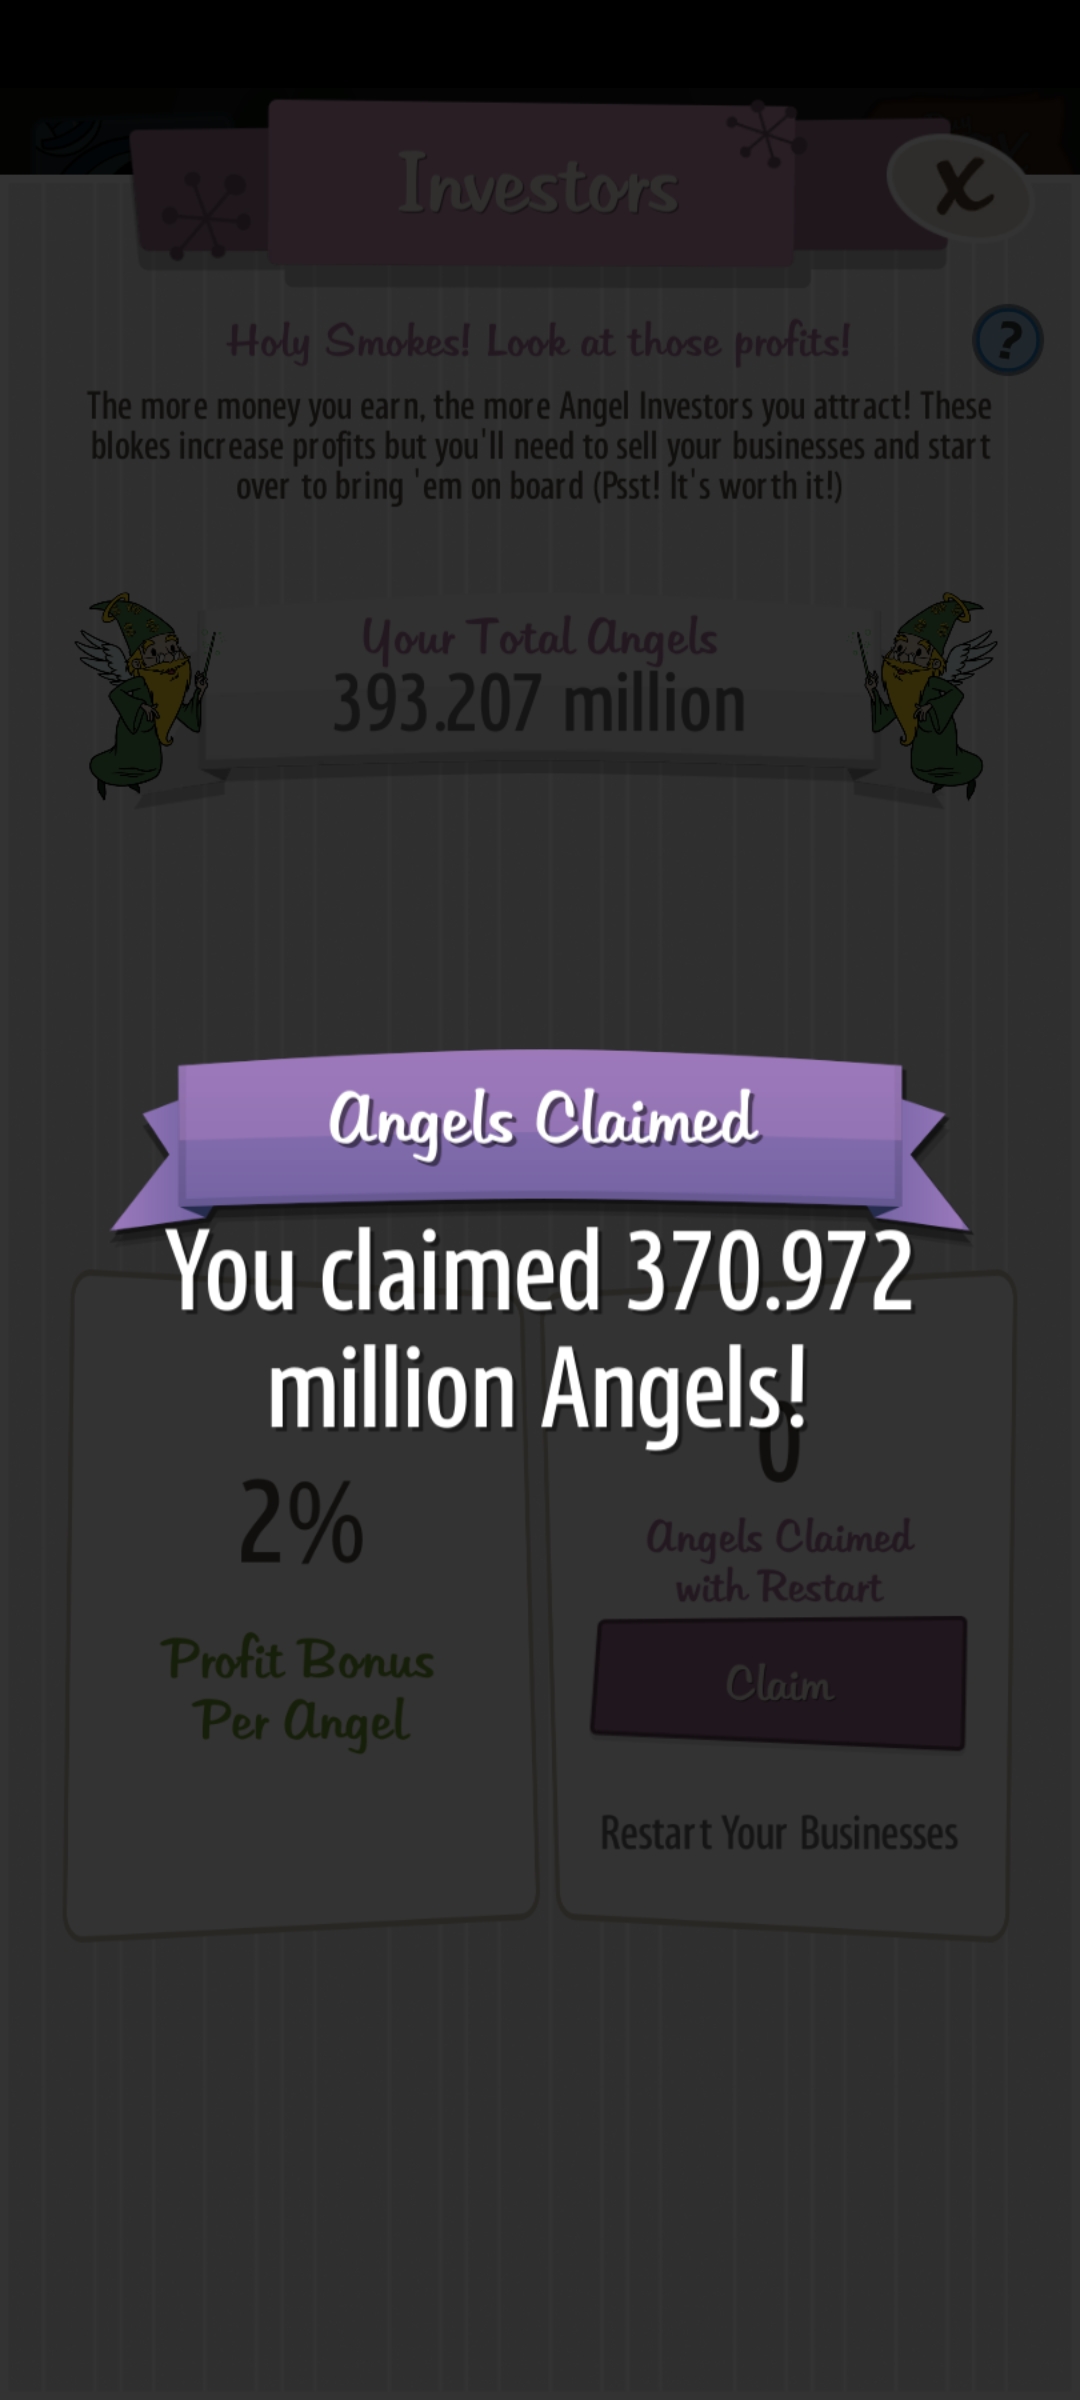 Investors
X
Holy Smokes! Look at those profits!
?
The more money you earn, the more Angel Investors you attract! These
blokes increase profits but you'll need to sell your businesses and start
over to bring 'em on board (Psst! It's worth it!)
Your Total Angels
393.207 million
Angels Claimed
You claimed 370.972
million Angels!
2%
Profit Bonus
Per Angel
0
Angels Claimed
with Restart
Claim
Restart Your Businesses